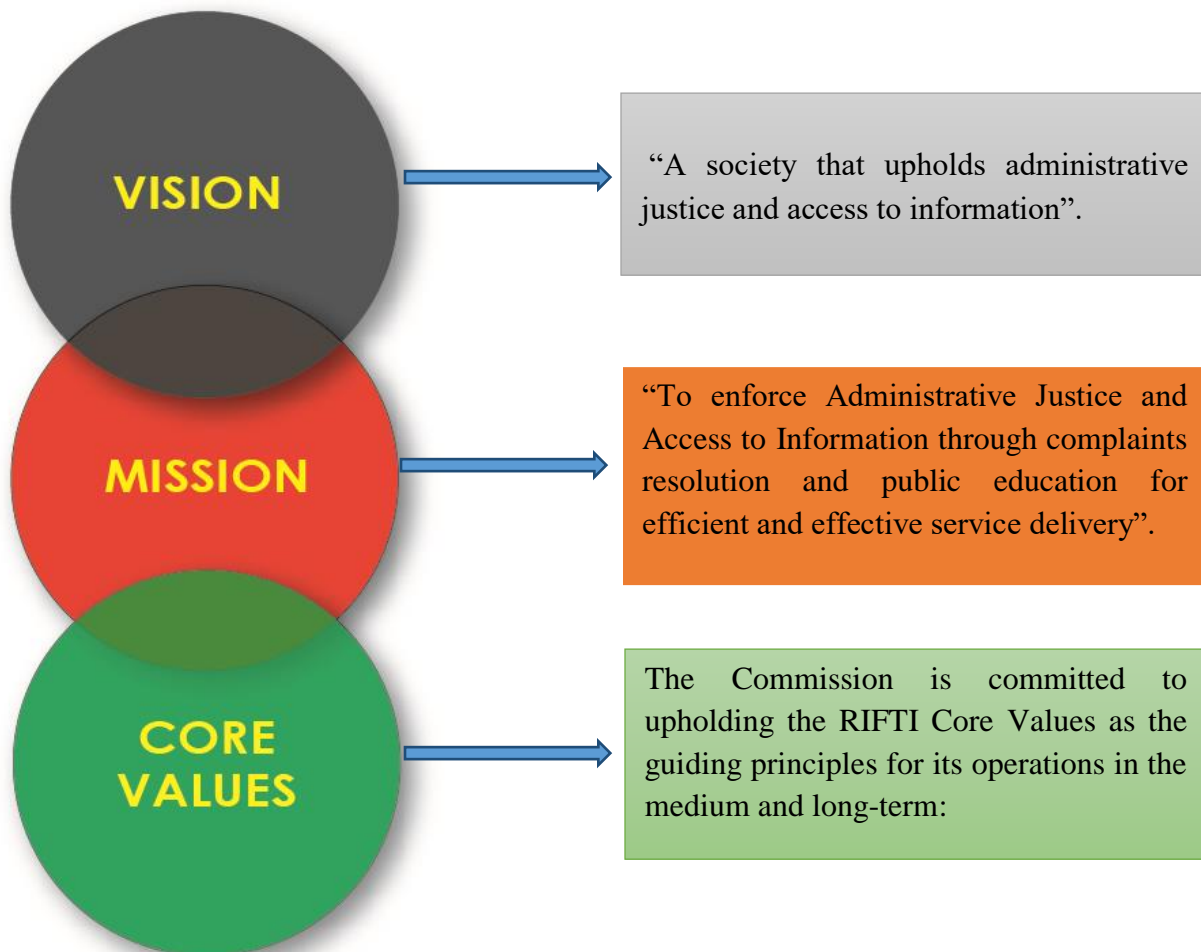 VISION
“A society that upholds administrative
justice and access to information”.
MISSION
“To enforce Administrative Justice and
Access to Information through complaints
resolution and public education for
efficient and effective service delivery”.
CORE
VALUES
The Commission is committed to
upholding the RIFTI Core Values as the
guiding principles for its operations in the
medium and long-term: